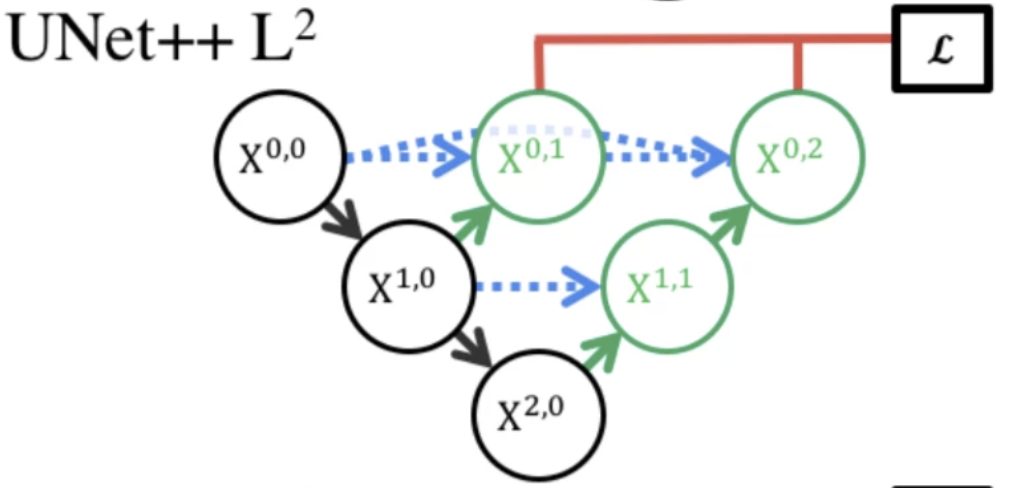 UNet++ L²
ℒ
X⁰,⁰
X⁰,¹
X⁰,²
X¹,⁰
X¹,¹
X²,⁰